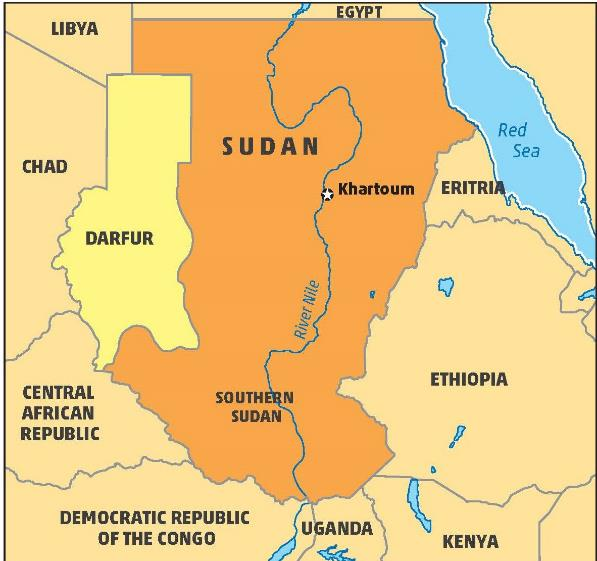 EGYPT
LIBYA
Red
Sea
SUDAN
CHAD
Khartoum
ERITRIA
DARFUR
River Nile
ETHIOPIA
CENTRAL
AFRICAN
REPUBLIC
SOUTHERN
SUDAN
DEMOCRATIC REPUBLIC
OF THE CONGO
UGANDA
KENYA